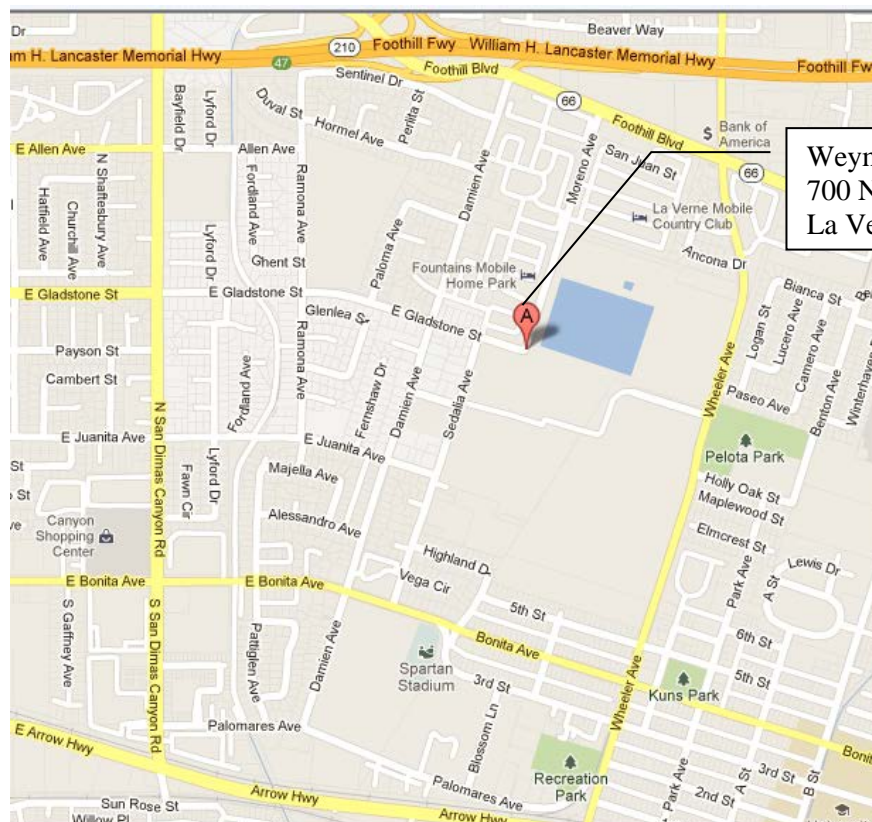 Dr
Beaver Way
m H. Lancaster Memorial Hwy
210
Foothill Fwy
William H. Lancaster Memorial Hwy
Foothill Fw
47
Sentinel Dr
Foothill Blvd
Bayfield Dr
Lyford Dr
Duval St
Perlita St
66
Hormel Ave
Foothill Blvd
Bank of
America
E Allen Ave
Allen Ave
Damien Ave
Moreno Ave
San Juan St
66
Weyn
700 N
La Ve
N Shaftesbury Ave
Churchill Ave
Hatfield Ave
Fordland Ave
Ramona Ave
La Verne Mobile
Country Club
Lyford Dr
Ghent St
Paloma Ave
Fountains Mobile
Home Park
Ancona Dr
E Gladstone St
E Gladstone St
Glenlea S
E Gladstone St
A
Bianca St
Be
Logan St
Lucero Ave
Camero Ave
Benton Ave
Winterhaven
Payson St
Cambert St
N San Dimas Canyon Rd
Fordland Ave
Ramona Ave
Fernshaw Dr
Damien Ave
Sedalia Ave
Wheeler Ave
Paseo Ave
E Juanita Ave
E Juanita Ave
Pelota Park
St
St
ve
Fawn Cir
Lyford Dr
Majella Ave
Holly Oak St
Maplewood St
Canyon
Shopping
Center
Alessandro Ave
Elmcrest St
Lewis Dr
Highland D
Park Ave
A St
E Bonita Ave
E Bonita Ave
Vega Cir
S Gaffney Ave
S San Dimas Canyon Rd
Pattiglen Ave
Damien Ave
5th St
Bonita Ave
6th St
5th St
Spartan
Stadium
3rd St
Wheeler Ave
Kuns Park
Blossom Ln
Palomares Ave
E Arrow Hwy
Bonit
Recreation
Park
3rd St
2nd St
Park Ave
A St
B St
Palomares Ave
Sun Rose St
Willow Pl
Arrow Hwy
Arrow Hwy